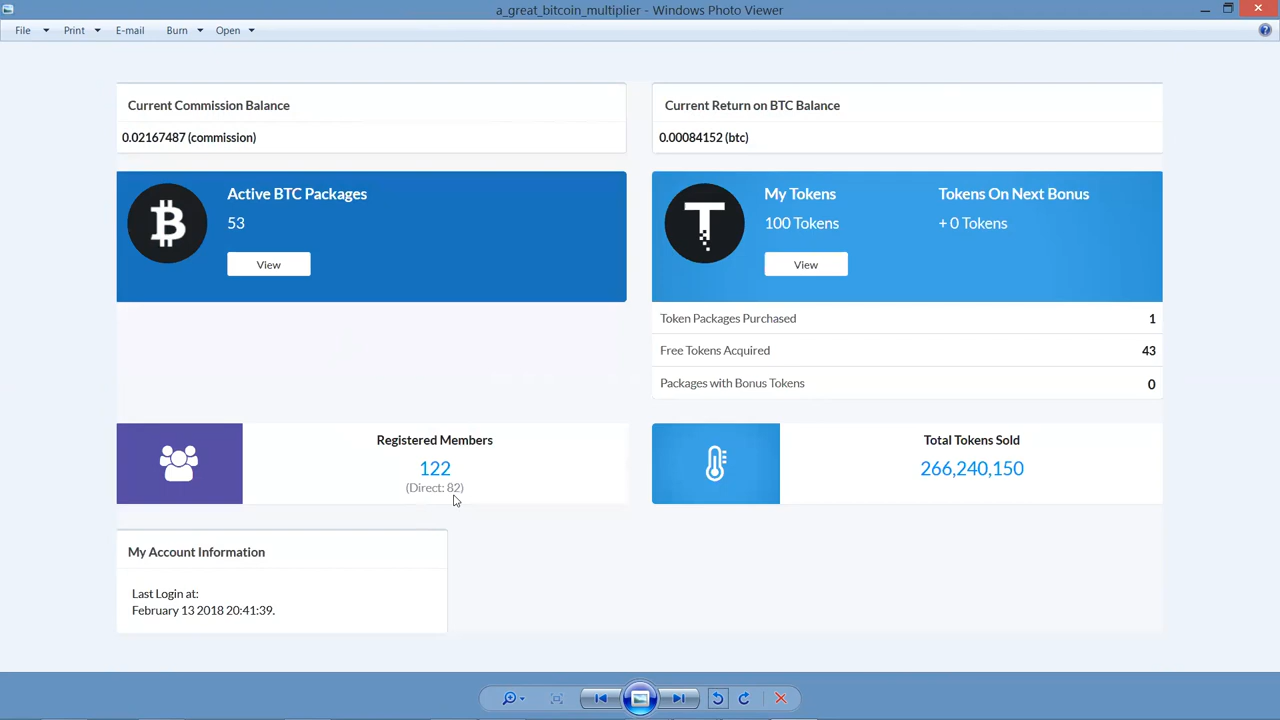 a_great_bitcoin_multiplier - Windows Photo Viewer
File Print E-mail Burn Open
Current Commission Balance
0.02167487 (commission)
Current Return on BTC Balance
0.00084152 (btc)
Active BTC Packages
53
View
My Tokens
100 Tokens
View
Tokens On Next Bonus
+ 0 Tokens
Token Packages Purchased 1
Free Tokens Acquired 43
Packages with Bonus Tokens 0
Registered Members
122
(Direct: 82)
Total Tokens Sold
266,240,150
My Account Information
Last Login at:
February 13 2018 20:41:39.